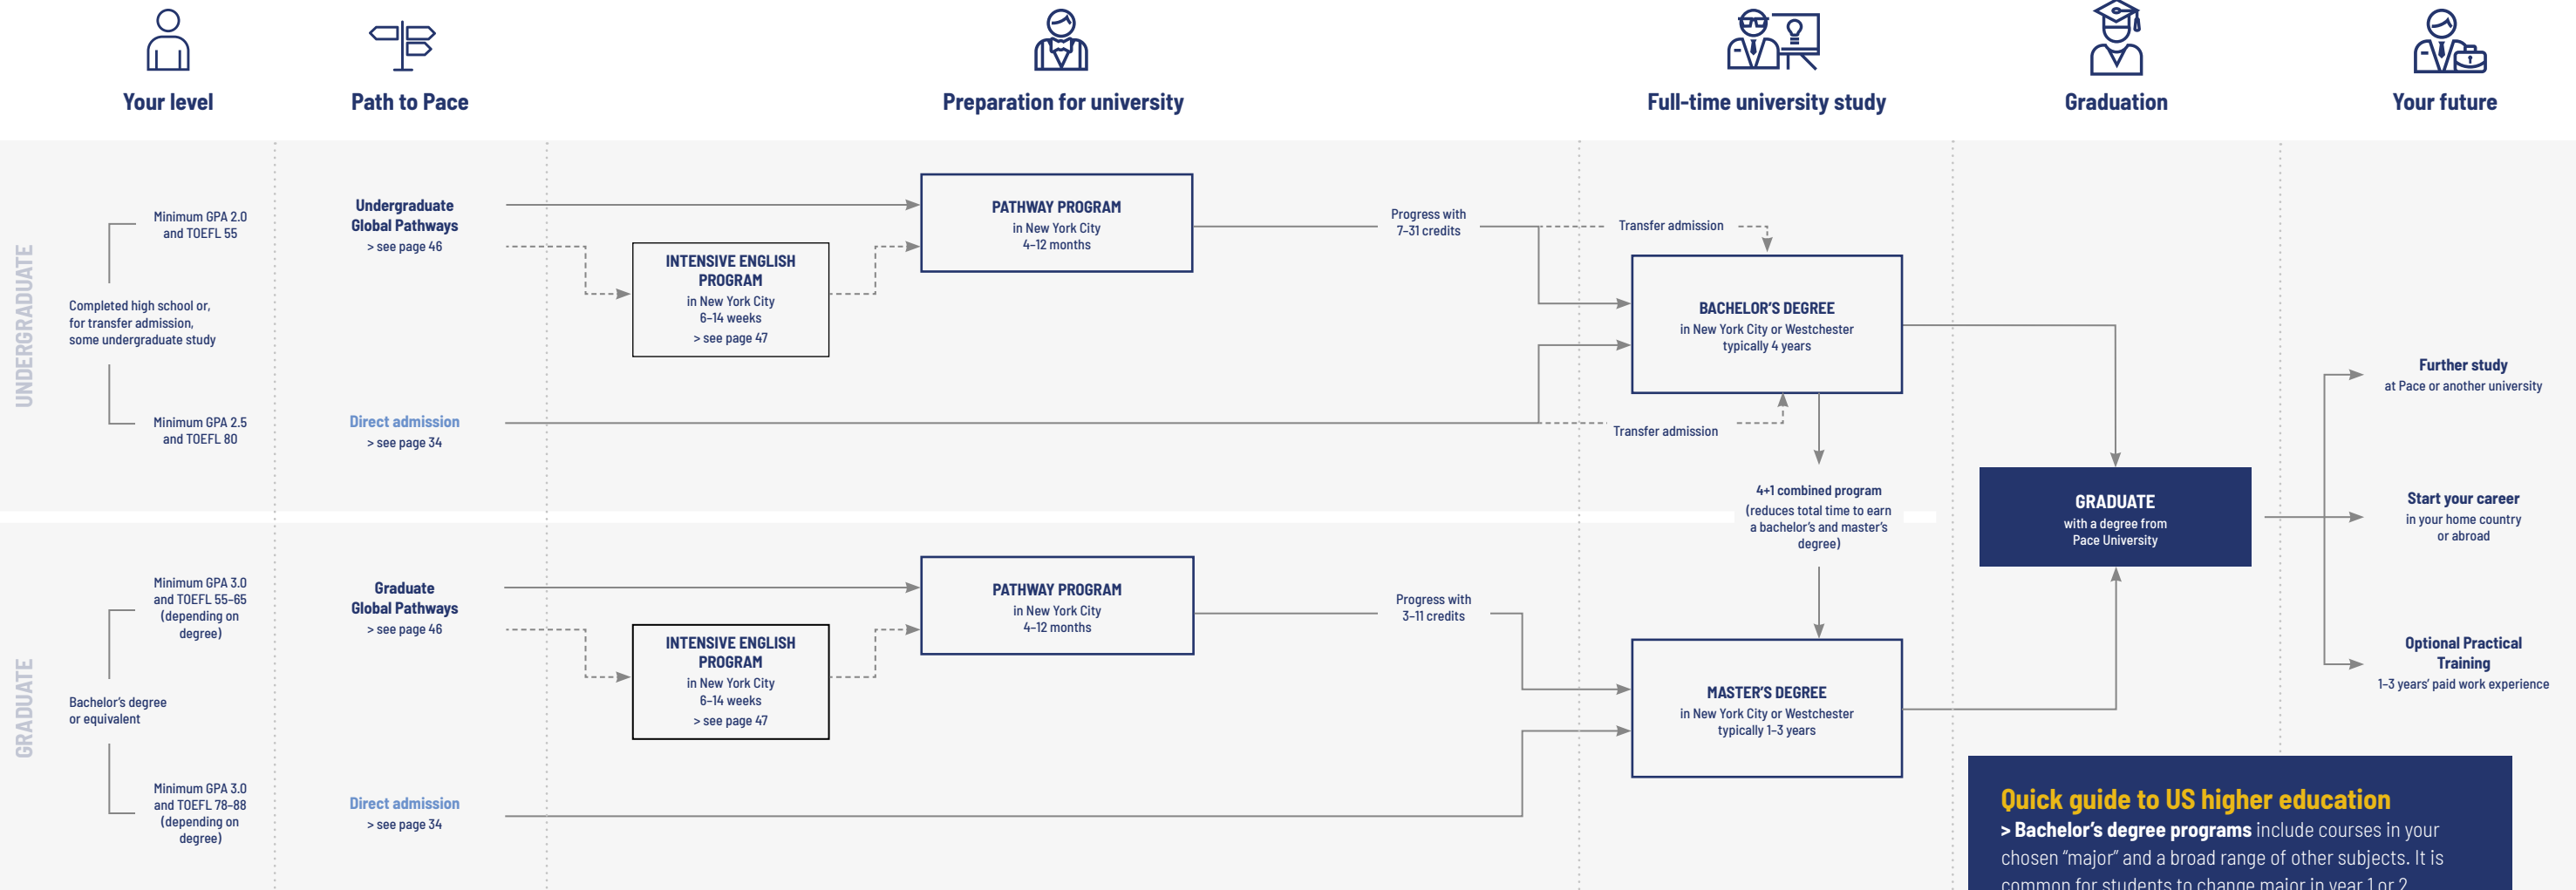 Your level
Path to Pace
Preparation for university
Full-time university study
Graduation
Your future
UNDERGRADUATE
Minimum GPA 2.0
and TOEFL 55
Completed high school or,
for transfer admission,
some undergraduate study
Minimum GPA 2.5
and TOEFL 80
Undergraduate
Global Pathways
> see page 46
Direct admission
> see page 34
INTENSIVE ENGLISH
PROGRAM
in New York City
6–14 weeks
> see page 47
PATHWAY PROGRAM
in New York City
4–12 months
Progress with
7–31 credits
Transfer admission
BACHELOR'S DEGREE
in New York City or Westchester
typically 4 years
Transfer admission
4+1 combined program
(reduces total time to earn
a bachelor's and master's
degree)
GRADUATE
with a degree from
Pace University
Further study
at Pace or another university
Start your career
in your home country
or abroad
Optional Practical
Training
1–3 years' paid work experience
GRADUATE
Minimum GPA 3.0
and TOEFL 55–65
(depending on
degree)
Bachelor's degree
or equivalent
Minimum GPA 3.0
and TOEFL 78–88
(depending on
degree)
Graduate
Global Pathways
> see page 46
Direct admission
> see page 34
INTENSIVE ENGLISH
PROGRAM
in New York City
6–14 weeks
> see page 47
PATHWAY PROGRAM
in New York City
4–12 months
Progress with
3–11 credits
MASTER'S DEGREE
in New York City or Westchester
typically 1–3 years
Quick guide to US higher education
> Bachelor's degree programs include courses in your
chosen "major" and a broad range of other subjects. It is
common for students to change major in year 1 or 2